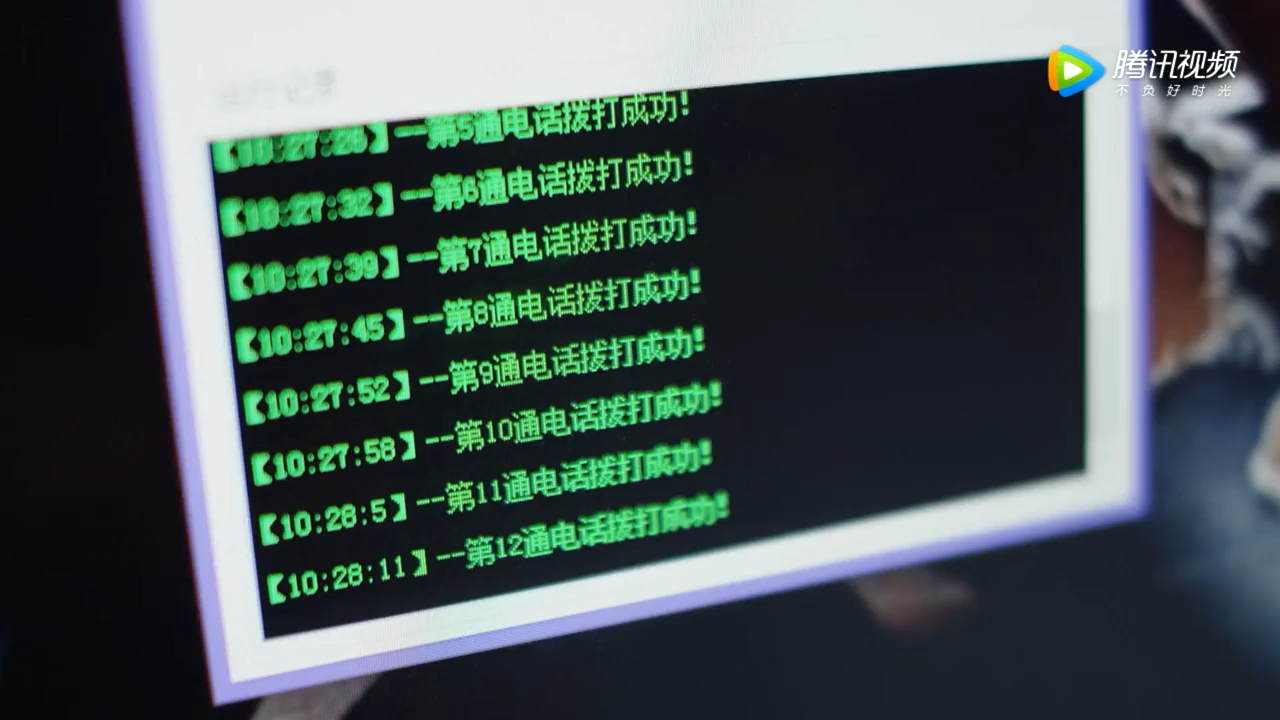 腾讯视频
不负好时光
运行记录
【10:27:26】--第5通电话拨打成功!
【10:27:32】--第6通电话拨打成功!
【10:27:39】--第7通电话拨打成功!
【10:27:45】--第8通电话拨打成功!
【10:27:52】--第9通电话拨打成功!
【10:27:58】--第10通电话拨打成功!
【10:28:5】--第11通电话拨打成功!
【10:28:11】--第12通电话拨打成功!